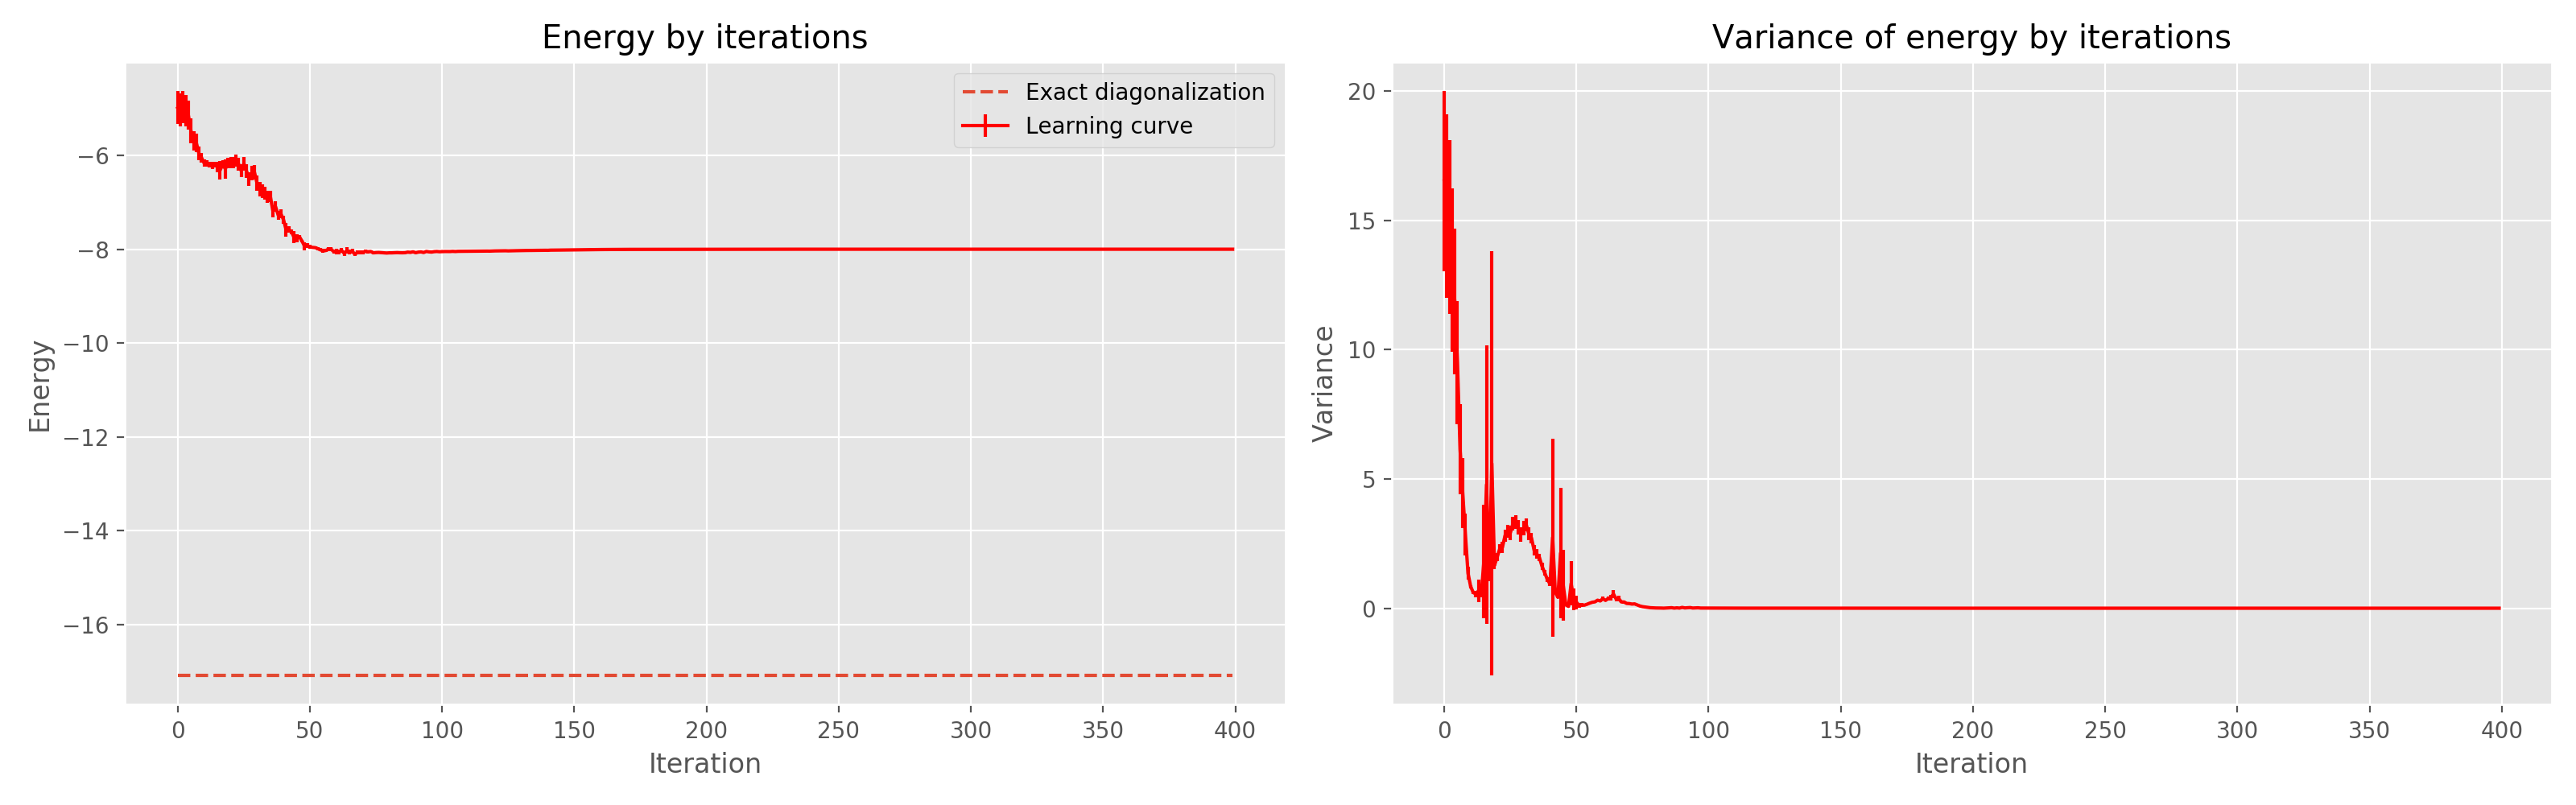 Energy by iterations
Exact diagonalization
Learning curve
Energy
−6
−8
−10
−12
−14
−16
0 50 100 150 200 250 300 350 400
Iteration
Variance of energy by iterations
Variance
20
15
10
5
0
0 50 100 150 200 250 300 350 400
Iteration